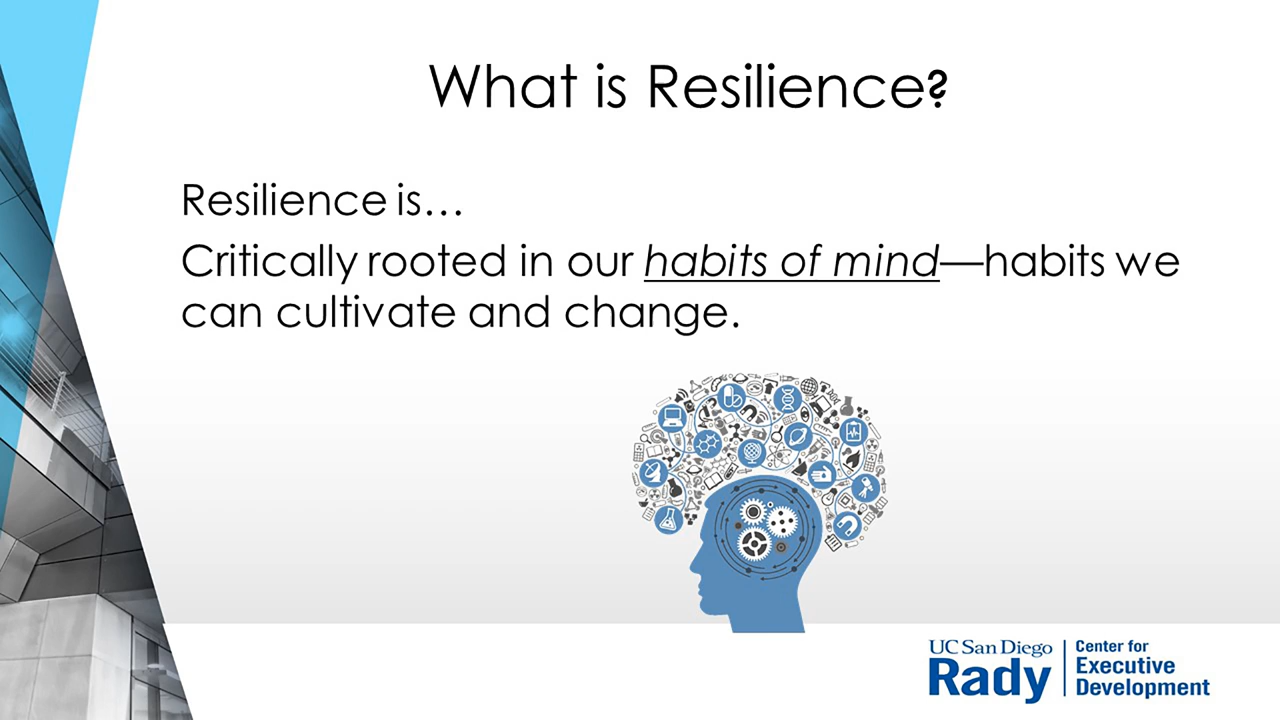 What is Resilience?
Resilience is…
Critically rooted in our habits of mind—habits we
can cultivate and change.
UC San Diego
Rady
Center for
Executive
Development